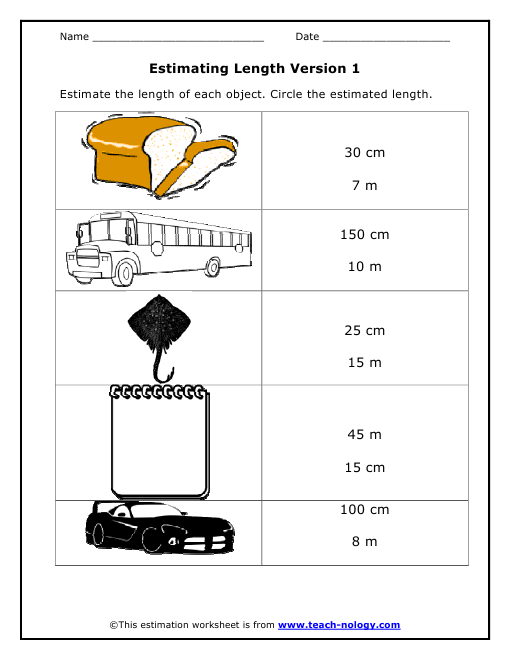 Name ___________________________ Date ____________________
Estimating Length Version 1
Estimate the length of each object. Circle the estimated length.
30 cm
7 m
150 cm
10 m
25 cm
15 m
45 m
15 cm
100 cm
8 m
©This estimation worksheet is from www.teach-nology.com